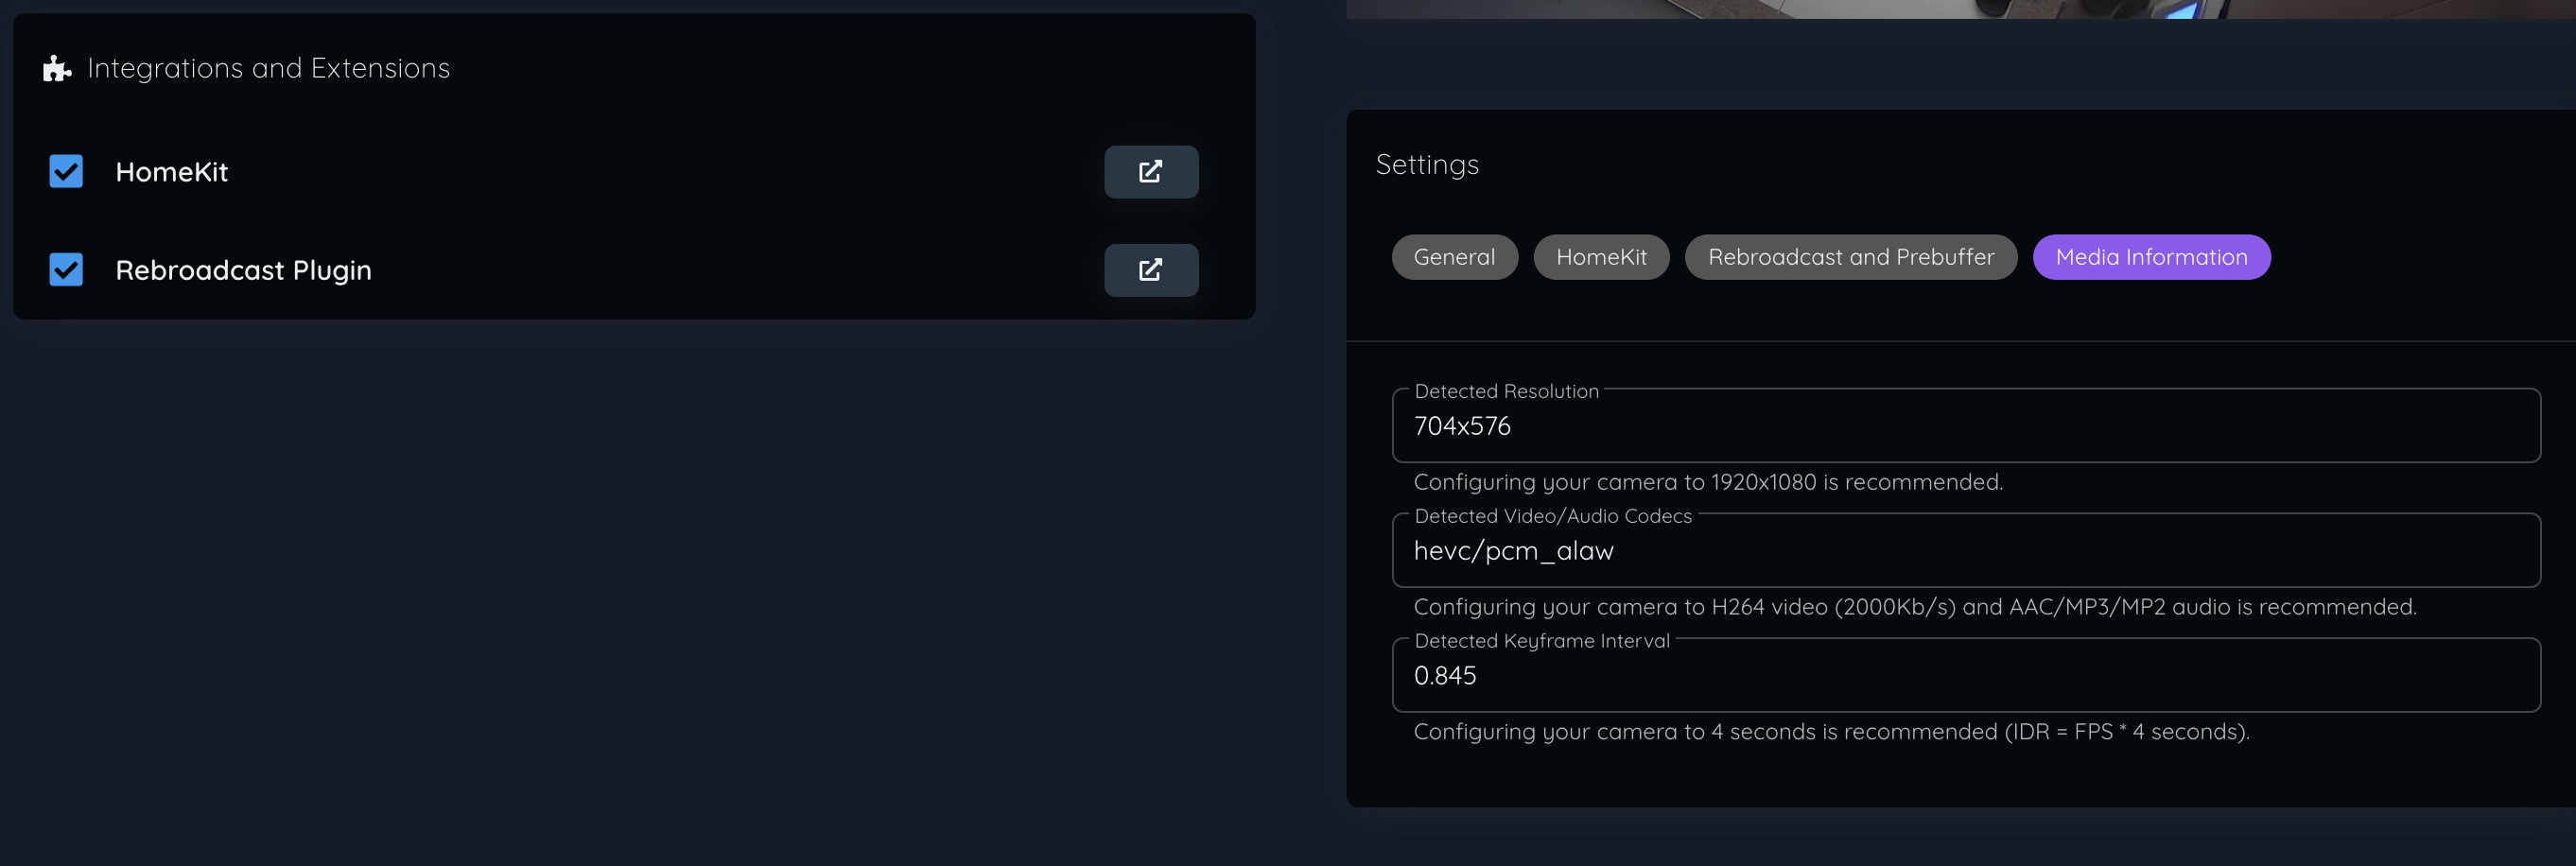 Integrations and Extensions
HomeKit
Rebroadcast Plugin
Settings
General HomeKit Rebroadcast and Prebuffer Media Information
Detected Resolution
704x576
Configuring your camera to 1920x1080 is recommended.
Detected Video/Audio Codecs
hevc/pcm_alaw
Configuring your camera to H264 video (2000Kb/s) and AAC/MP3/MP2 audio is recommended.
Detected Keyframe Interval
0.845
Configuring your camera to 4 seconds is recommended (IDR = FPS * 4 seconds).